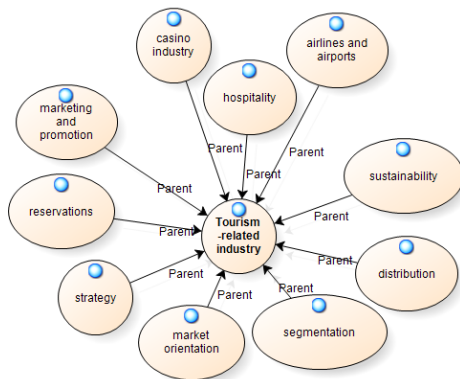 casino
industry
airlines and
airports
hospitality
marketing
and
promotion
Parent
Parent
Parent
Parent
sustainability
Parent
reservations
Parent
Tourism
-related
industry
Parent
strategy
Parent
Parent
distribution
Parent
market
orientation
segmentation